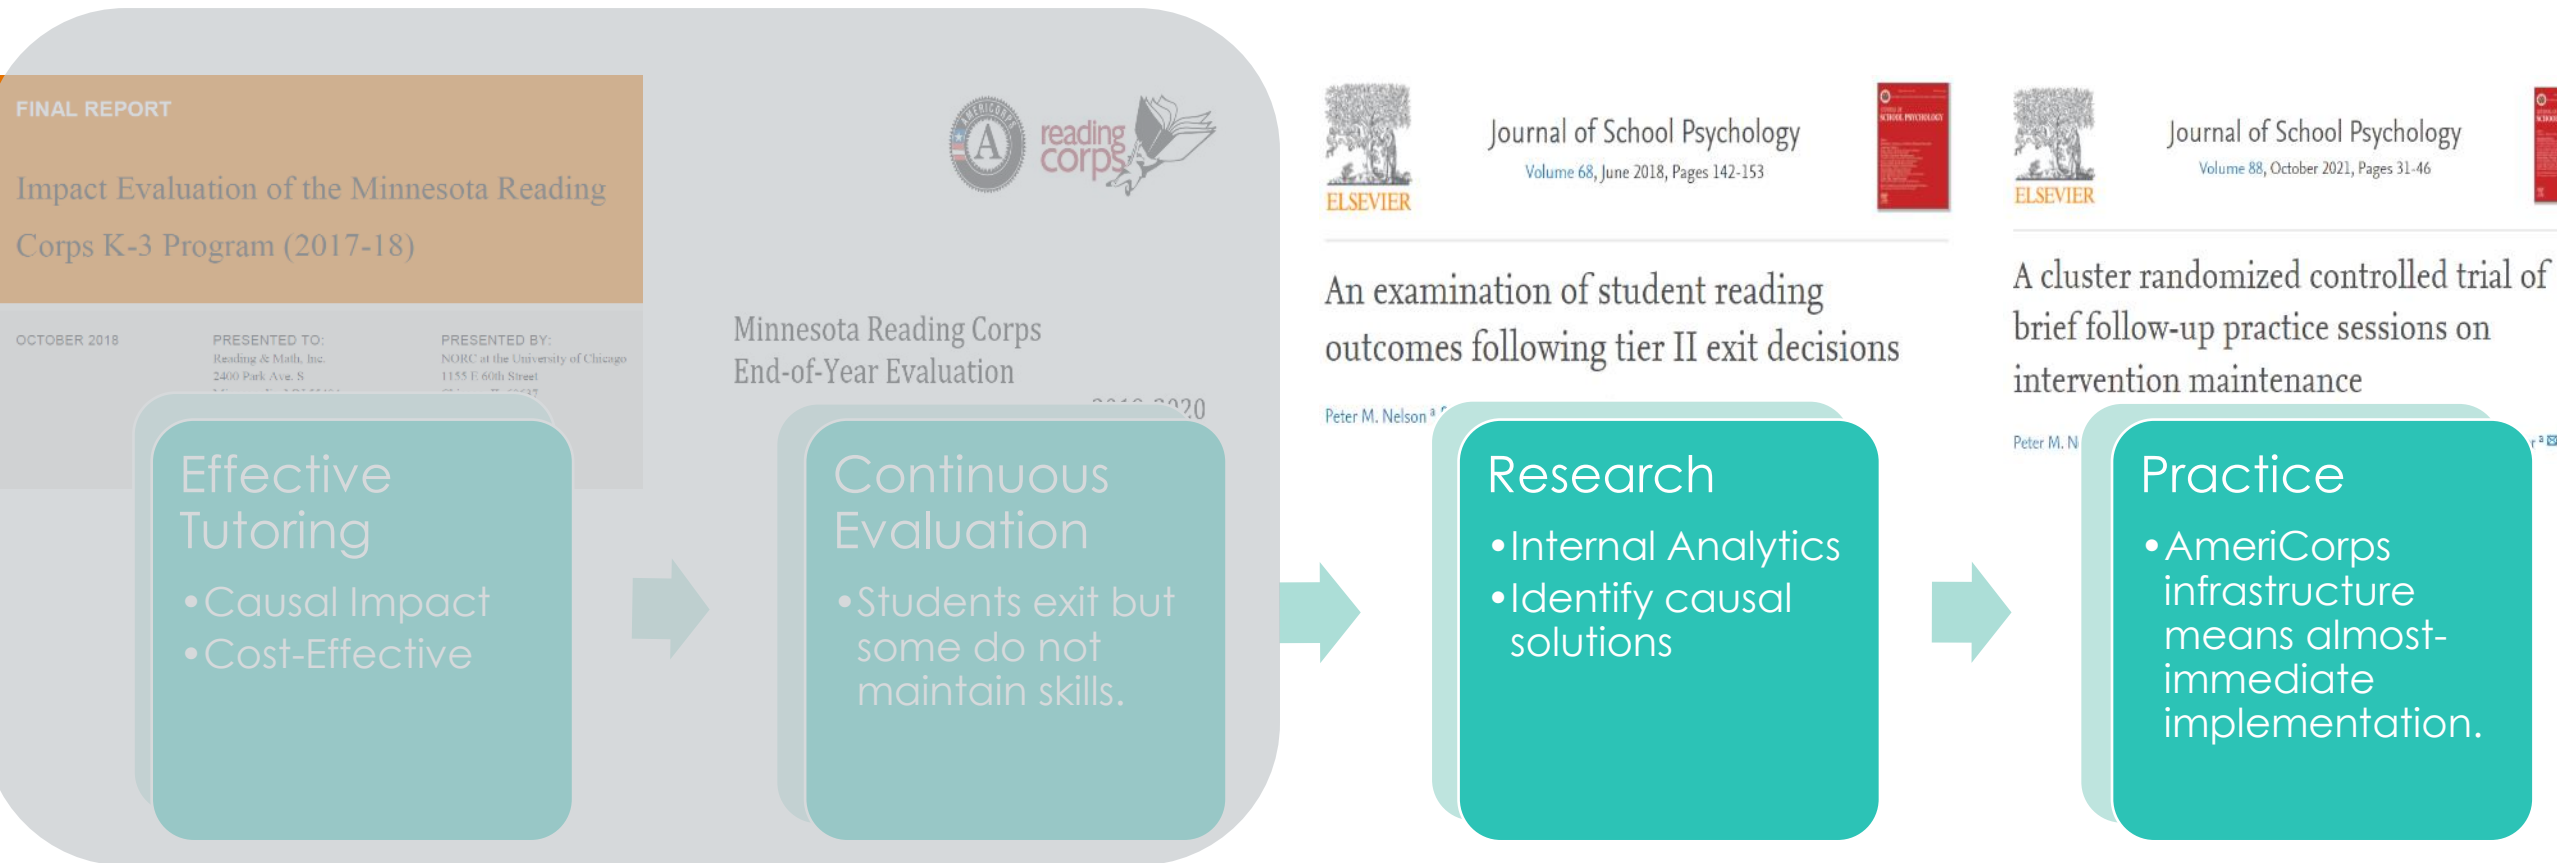 FINAL REPORT
Impact Evaluation of the Minnesota Reading
Corps K-3 Program (2017-18)
OCTOBER 2018
PRESENTED TO:
Reading & Math, Inc.
2400 Park Ave. S
PRESENTED BY:
NORC at the University of Chicago
1155 E 60th Street
Effective
Tutoring
•Causal Impact
•Cost-Effective
AMERICORPS
A
reading
corps
Minnesota Reading Corps
End-of-Year Evaluation
Continuous
Evaluation
•Students exit but
some do not
maintain skills.
ELSEVIER
Journal of School Psychology
Volume 68, June 2018, Pages 142-153
SCHOOL PSYCHOLOGY
An examination of student reading
outcomes following tier II exit decisions
Peter M. Nelson a
Research
•Internal Analytics
•Identify causal
solutions
ELSEVIER
Journal of School Psychology
Volume 88, October 2021, Pages 31-46
A cluster randomized controlled trial of
brief follow-up practice sessions on
intervention maintenance
Peter M. N
Practice
•AmeriCorps
infrastructure
means almost-
immediate
implementation.